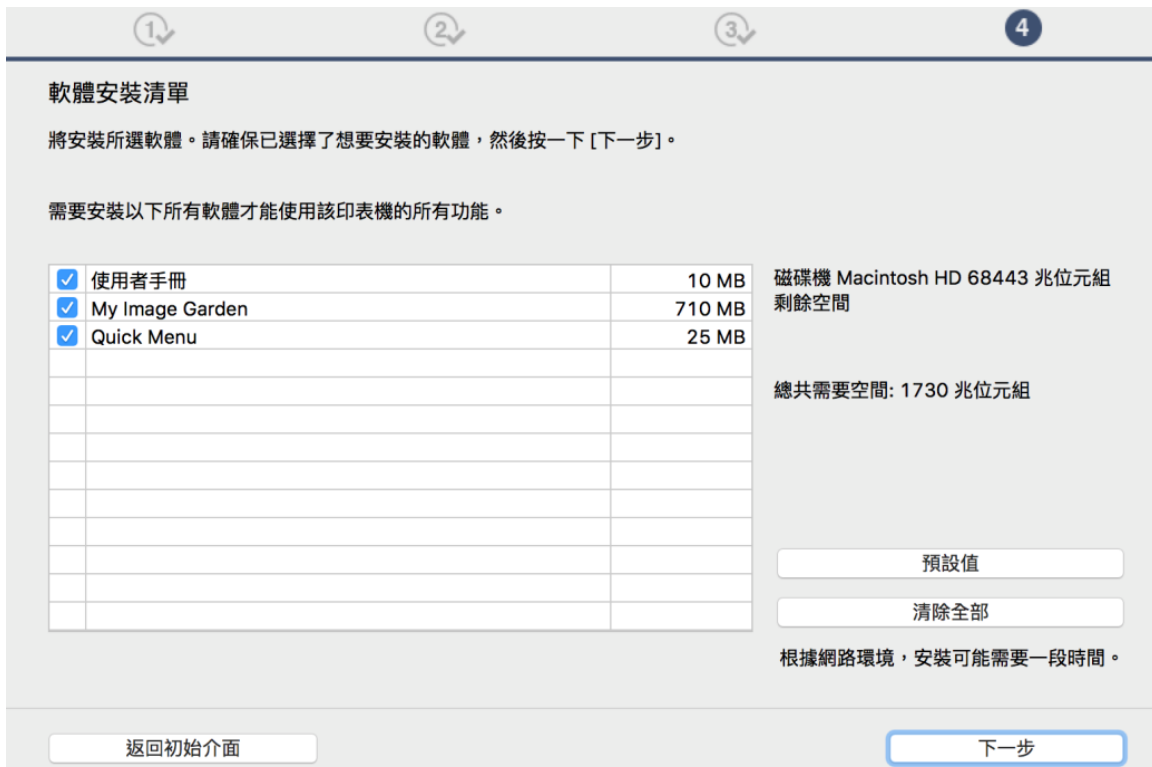 1
2
3
4
軟體安裝清單
將安裝所選軟體。請確保已選擇了想要安裝的軟體，然後按一下 [下一步]。
需要安裝以下所有軟體才能使用該印表機的所有功能。
使用者手冊 10 MB
My Image Garden 710 MB
Quick Menu 25 MB
磁碟機 Macintosh HD 68443 兆位元組
剩餘空間
總共需要空間: 1730 兆位元組
預設值
清除全部
根據網路環境，安裝可能需要一段時間。
返回初始介面
下一步